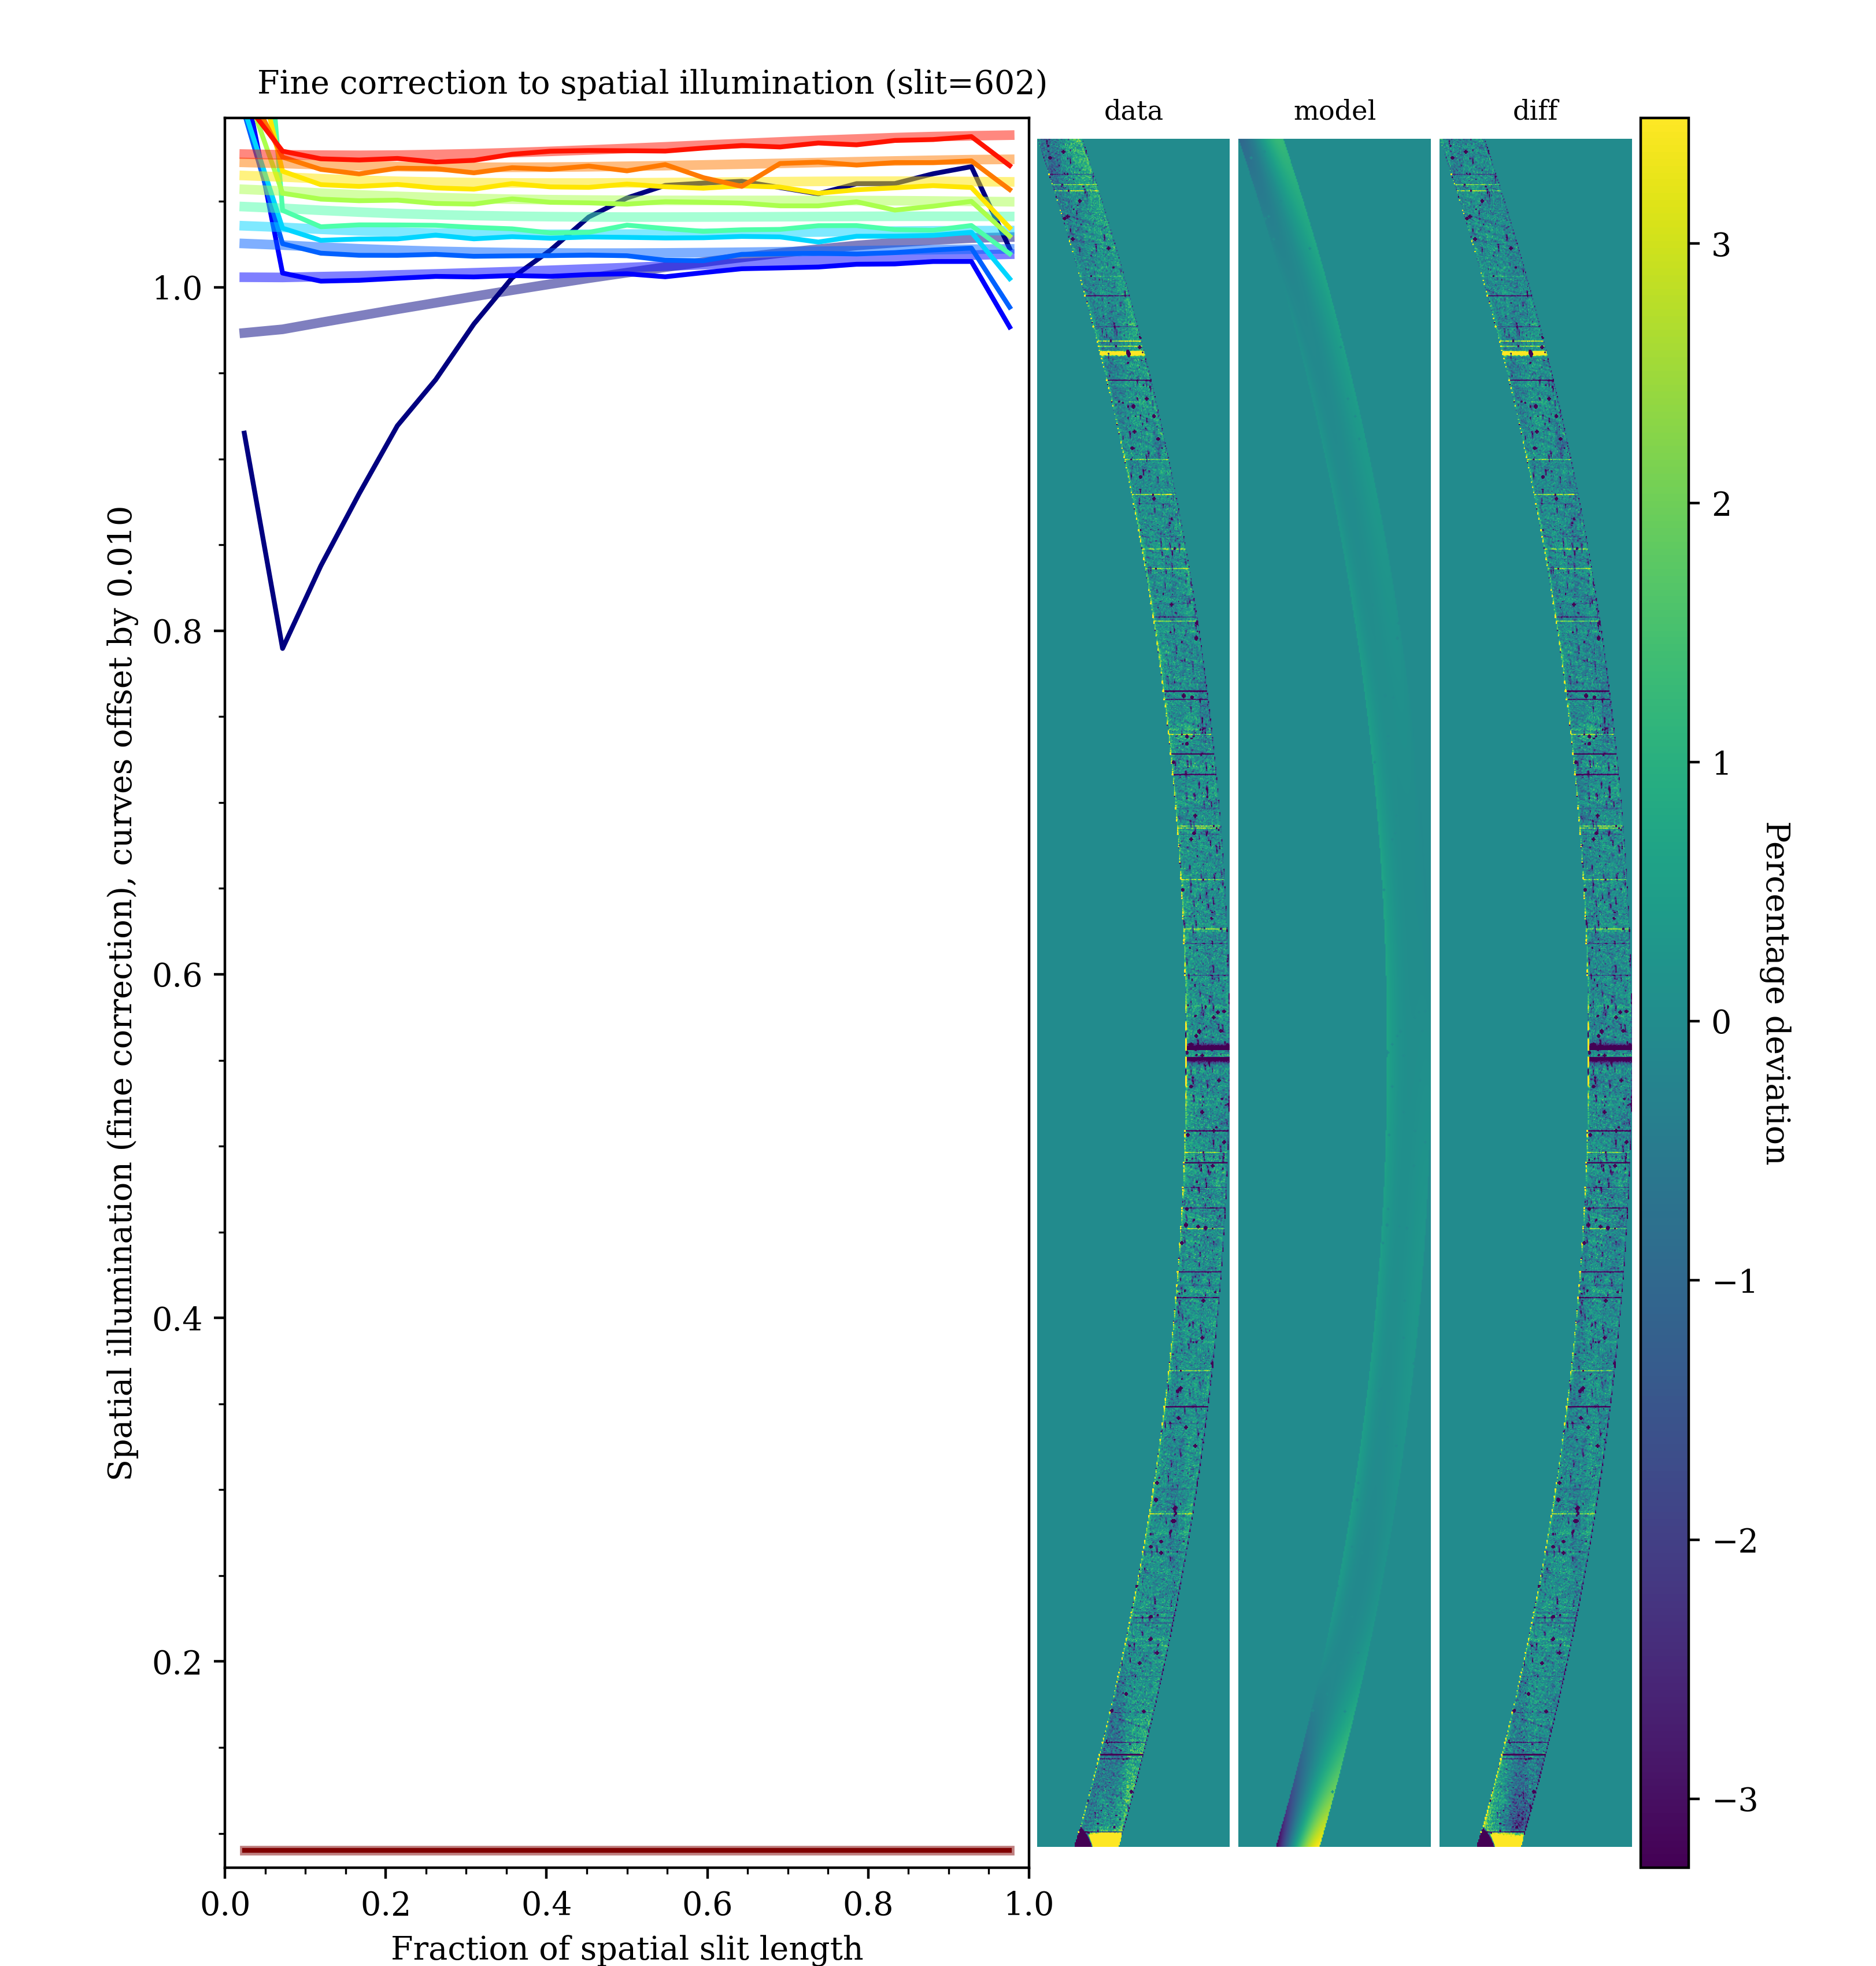 Fine correction to spatial illumination (slit=602)
data
model
diff
Spatial illumination (fine correction), curves offset by 0.010
1.0
0.8
0.6
0.4
0.2
0.0
0.2
0.4
0.6
0.8
1.0
Fraction of spatial slit length
3
2
1
0
−1
−2
−3
Percentage deviation